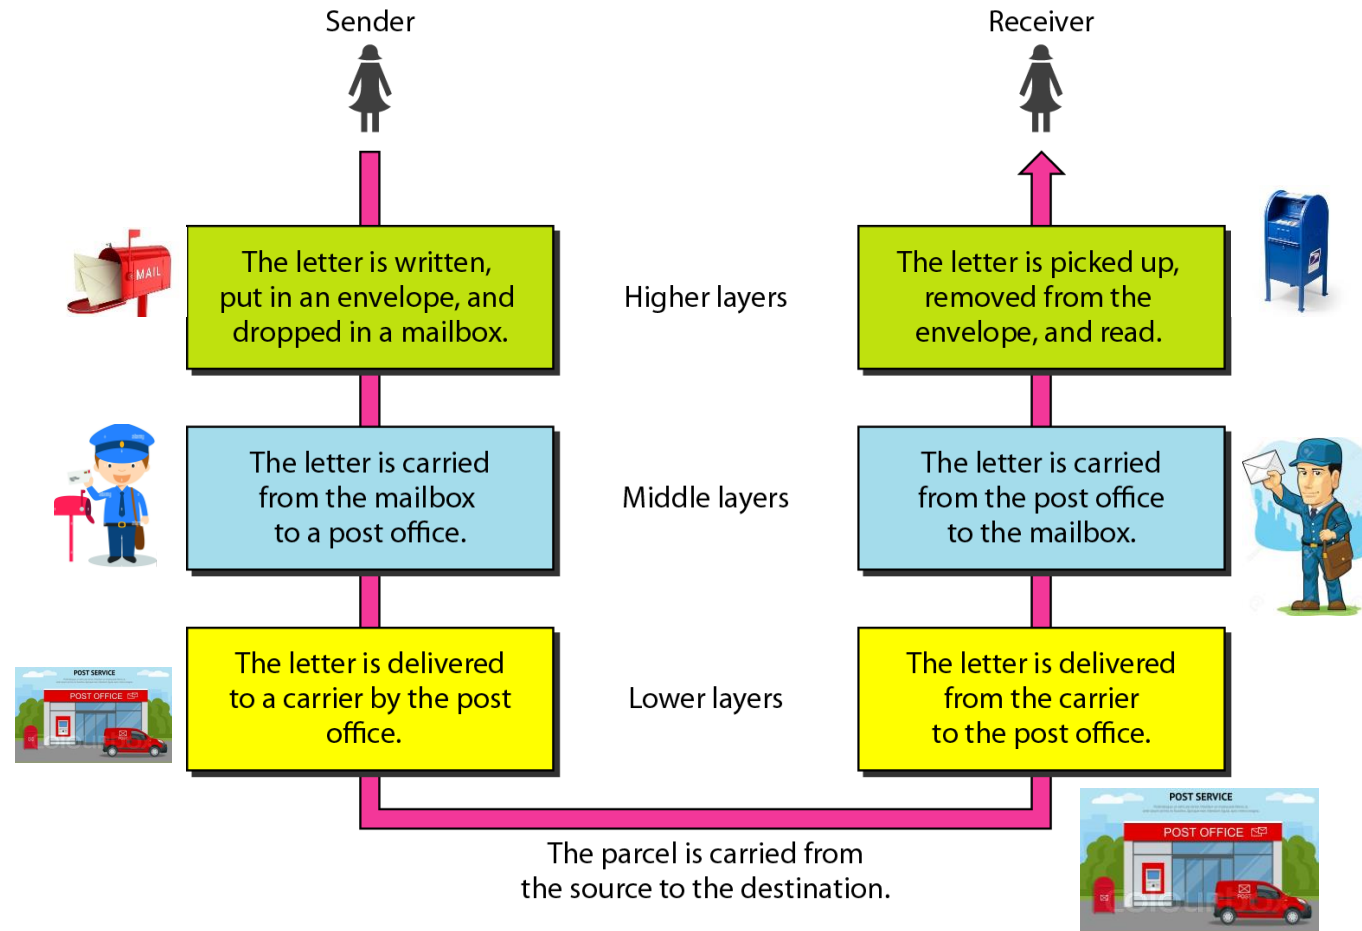 Sender
Receiver
MAIL
The letter is written,
put in an envelope, and
dropped in a mailbox.
Higher layers
The letter is picked up,
removed from the
envelope, and read.
The letter is carried
from the mailbox
to a post office.
Middle layers
The letter is carried
from the post office
to the mailbox.
POST SERVICE
POST OFFICE
The letter is delivered
to a carrier by the post
office.
Lower layers
The letter is delivered
from the carrier
to the post office.
The parcel is carried from
the source to the destination.
POST SERVICE
POST OFFICE
POST